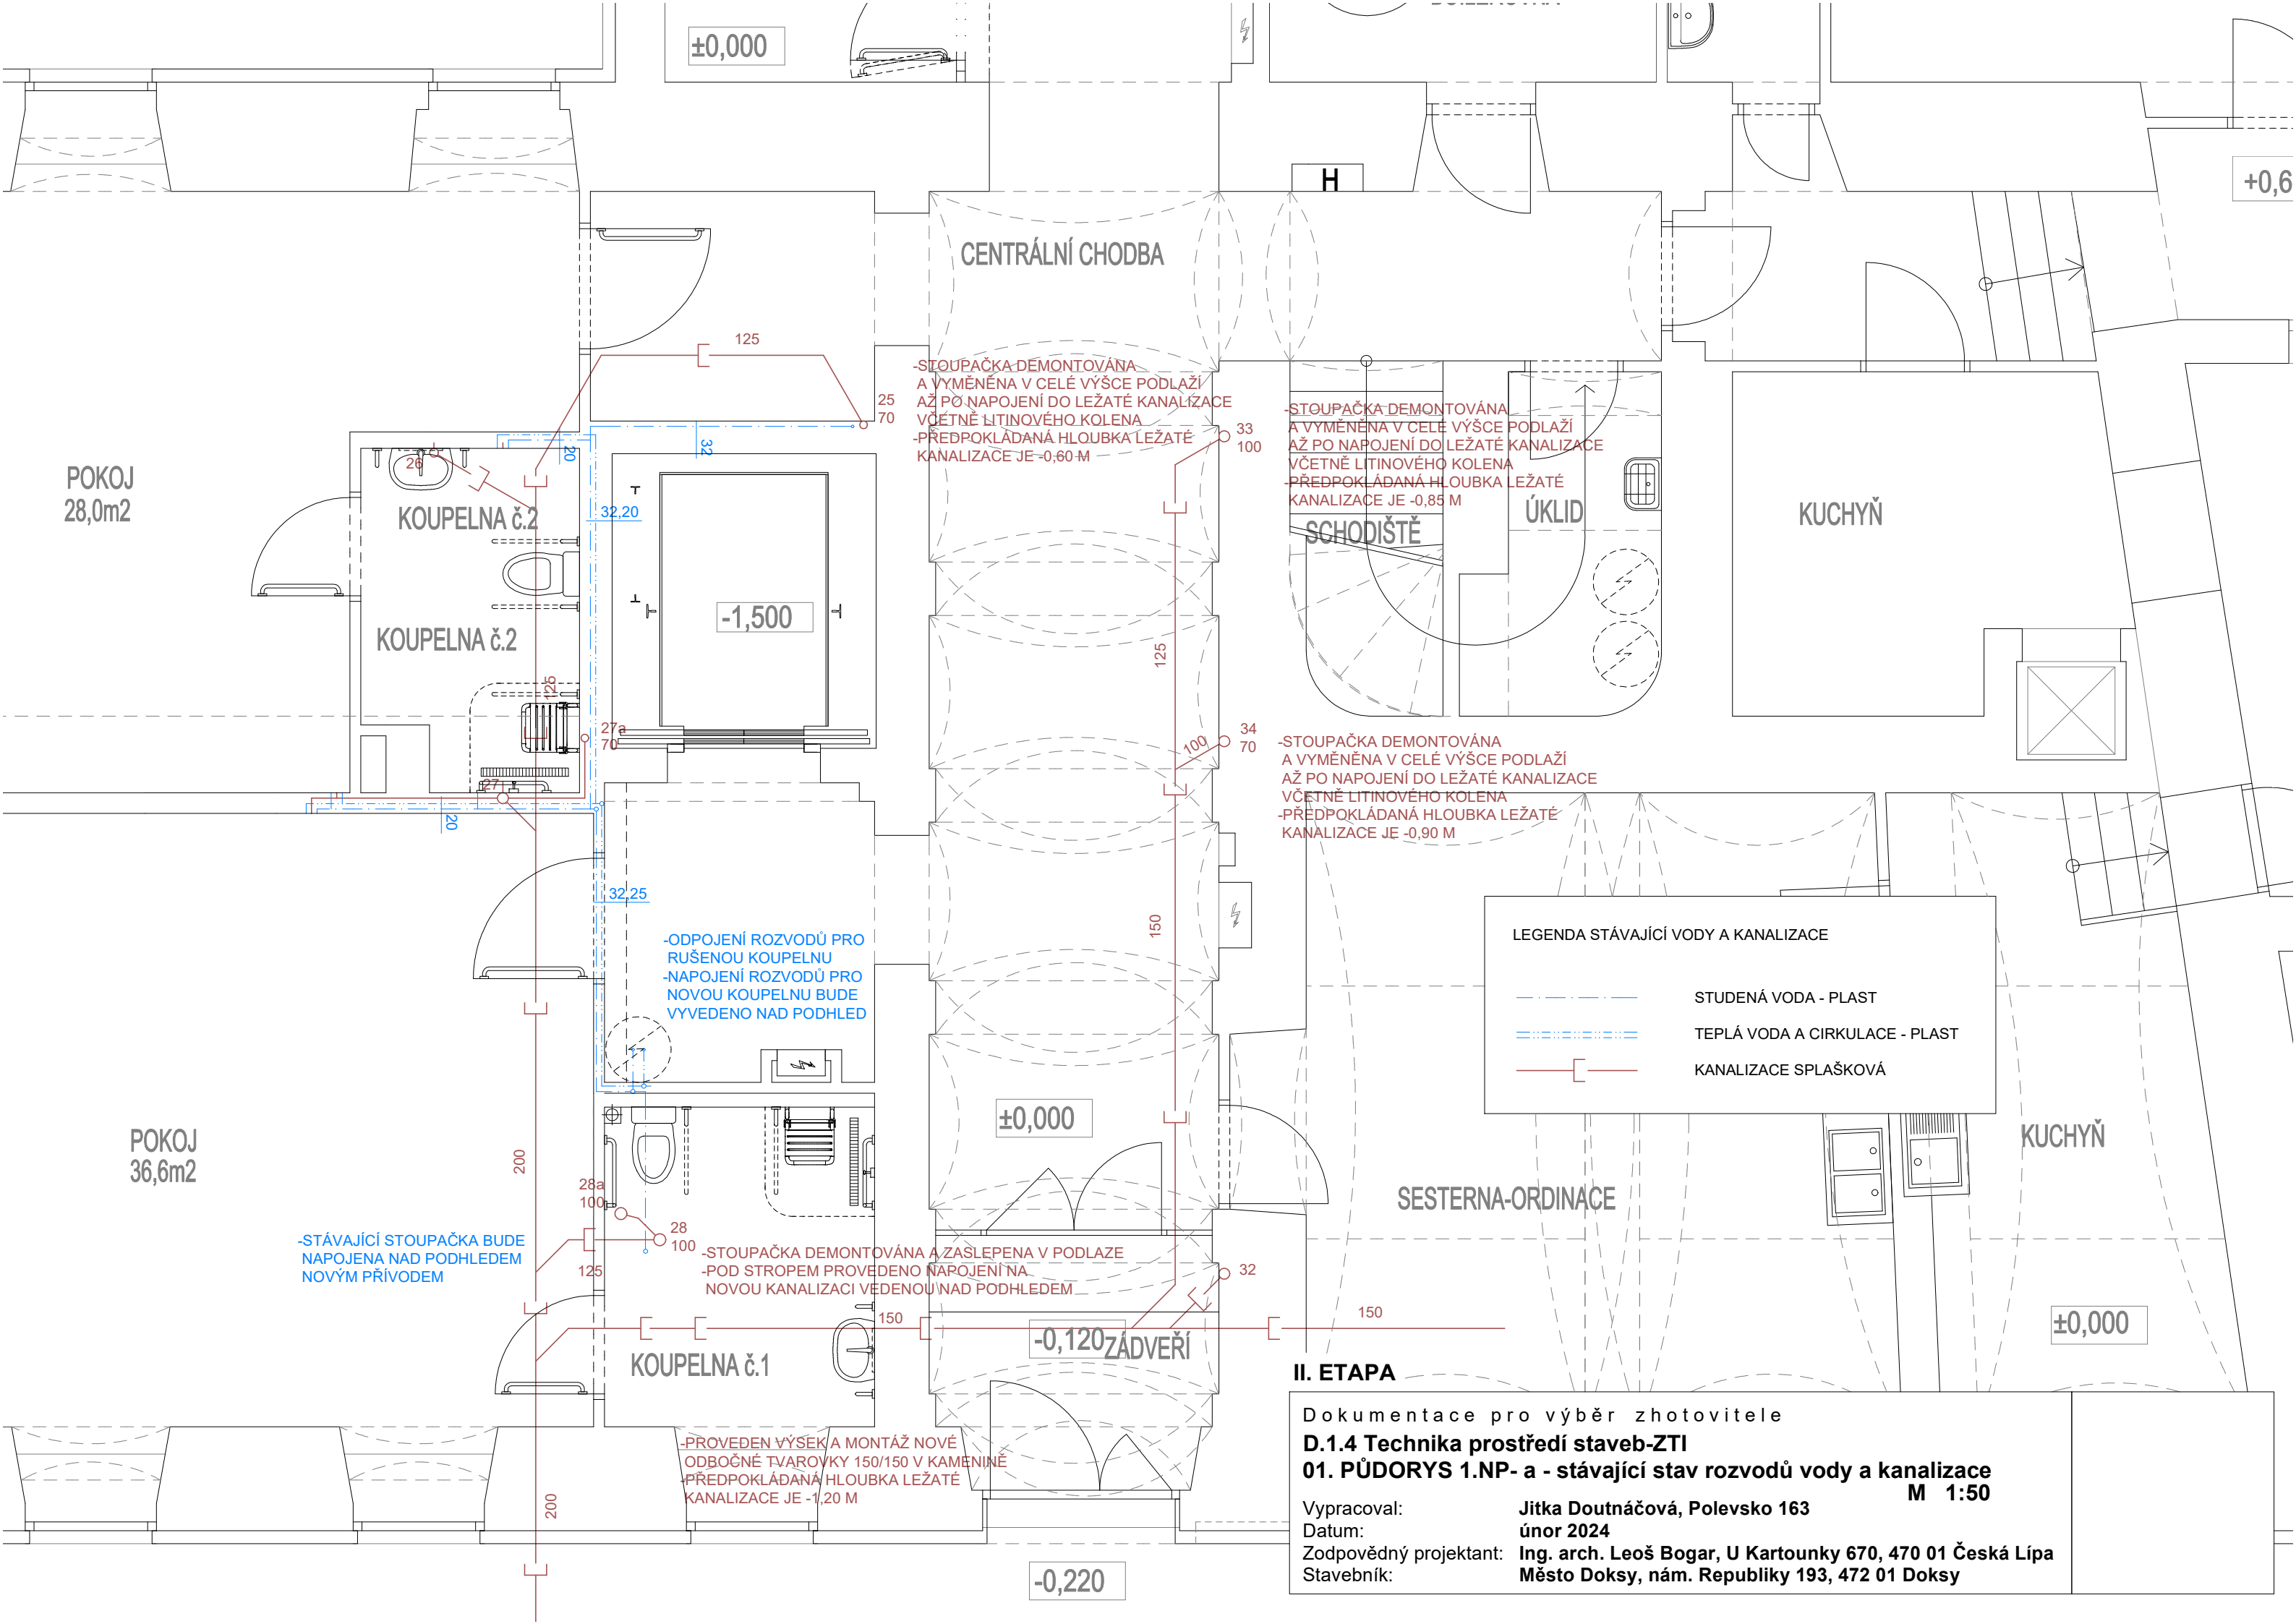 ±0,000
H
+0,6
CENTRÁLNÍ CHODBA
125
-STOUPAČKA DEMONTOVÁNA
A VYMĚNĚNA V CELÉ VÝŠCE PODLAŽÍ
AŽ PO NAPOJENÍ DO LEŽATÉ KANALIZACE
VČETNĚ LITINOVÉHO KOLENA
-PŘEDPOKLÁDANÁ HLOUBKA LEŽATÉ
KANALIZACE JE -0,60 M
25
70
33
100
-STOUPAČKA DEMONTOVÁNA
A VYMĚNĚNA V CELÉ VÝŠCE PODLAŽÍ
AŽ PO NAPOJENÍ DO LEŽATÉ KANALIZACE
VČETNĚ LITINOVÉHO KOLENA
-PŘEDPOKLÁDANÁ HLOUBKA LEŽATÉ
KANALIZACE JE -0,85 M
POKOJ
28,0m2
26
20
32
32,20
KOUPELNA č.2
KOUPELNA č.2
-1,500
SCHODIŠTĚ
ÚKLID
KUCHYŇ
125
125
27a
70
27
20
100
34
70
-STOUPAČKA DEMONTOVÁNA
A VYMĚNĚNA V CELÉ VÝŠCE PODLAŽÍ
AŽ PO NAPOJENÍ DO LEŽATÉ KANALIZACE
VČETNĚ LITINOVÉHO KOLENA
-PŘEDPOKLÁDANÁ HLOUBKA LEŽATÉ
KANALIZACE JE -0,90 M
32,25
150
-ODPOJENÍ ROZVODŮ PRO
RUŠENOU KOUPELNU
-NAPOJENÍ ROZVODŮ PRO
NOVOU KOUPELNU BUDE
VYVEDENO NAD PODHLED
LEGENDA STÁVAJÍCÍ VODY A KANALIZACE
STUDENÁ VODA - PLAST
TEPLÁ VODA A CIRKULACE - PLAST
KANALIZACE SPLAŠKOVÁ
±0,000
POKOJ
36,6m2
200
28a
100
28
100
125
SESTERNA-ORDINACE
KUCHYŇ
-STÁVAJÍCÍ STOUPAČKA BUDE
NAPOJENA NAD PODHLEDEM
NOVÝM PŘÍVODEM
-STOUPAČKA DEMONTOVÁNA A ZASLEPENA V PODLAZE
-POD STROPEM PROVEDENO NAPOJENÍ NA
NOVOU KANALIZACI VEDENOU NAD PODHLEDEM
32
150
150
-0,120
ZÁDVEŘÍ
±0,000
KOUPELNA č.1
-PROVEDEN VÝSEK A MONTÁŽ NOVÉ
ODBOČNÉ TVAROVKY 150/150 V KAMENINĚ
-PŘEDPOKLÁDANÁ HLOUBKA LEŽATÉ
KANALIZACE JE -1,20 M
200
-0,220
II. ETAPA
Dokumentace pro výběr zhotovitele
D.1.4 Technika prostředí staveb-ZTI
01. PŮDORYS 1.NP- a - stávající stav rozvodů vody a kanalizace
M 1:50
Vypracoval: Jitka Doutnáčová, Polevsko 163
Datum: únor 2024
Zodpovědný projektant: Ing. arch. Leoš Bogar, U Kartounky 670, 470 01 Česká Lípa
Stavebník: Město Doksy, nám. Republiky 193, 472 01 Doksy